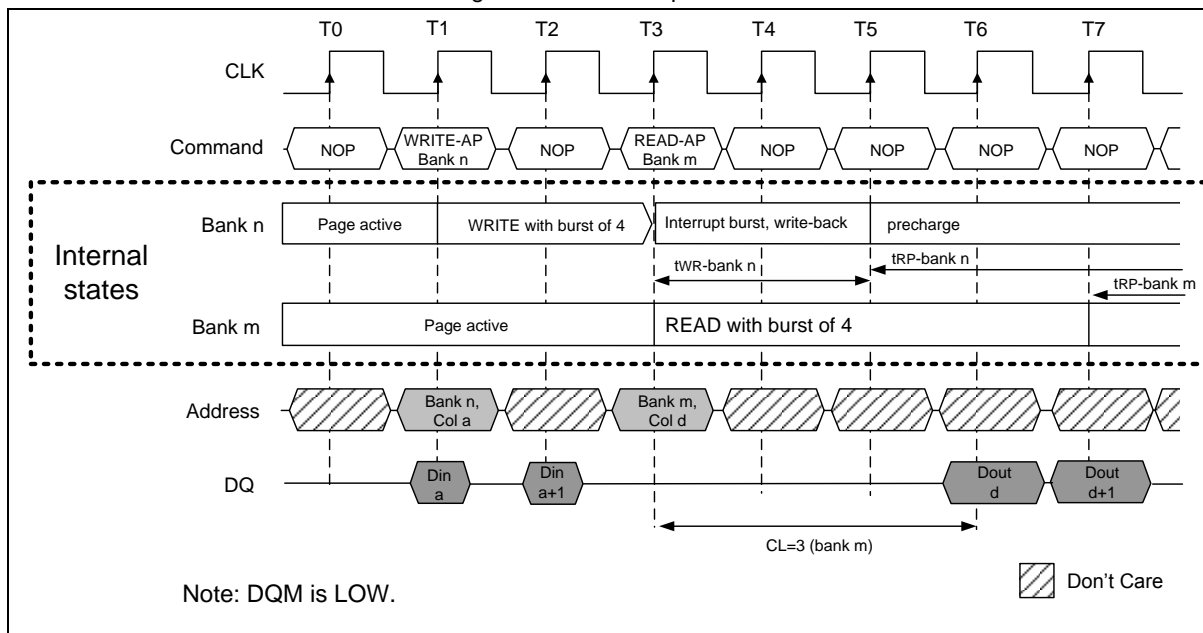 T0 T1 T2 T3 T4 T5 T6 T7
CLK
Command
NOP
WRITE-AP
Bank n
NOP
READ-AP
Bank m
NOP
NOP
NOP
NOP
Internal
states
Bank n
Page active
WRITE with burst of 4
Interrupt burst, write-back
precharge
tWR-bank n
tRP-bank n
tRP-bank m
Bank m
Page active
READ with burst of 4
Address
Bank n,
Col a
Bank m,
Col d
DQ
Din
a
Din
a+1
Dout
d
Dout
d+1
CL=3 (bank m)
Note: DQM is LOW.
Don't Care